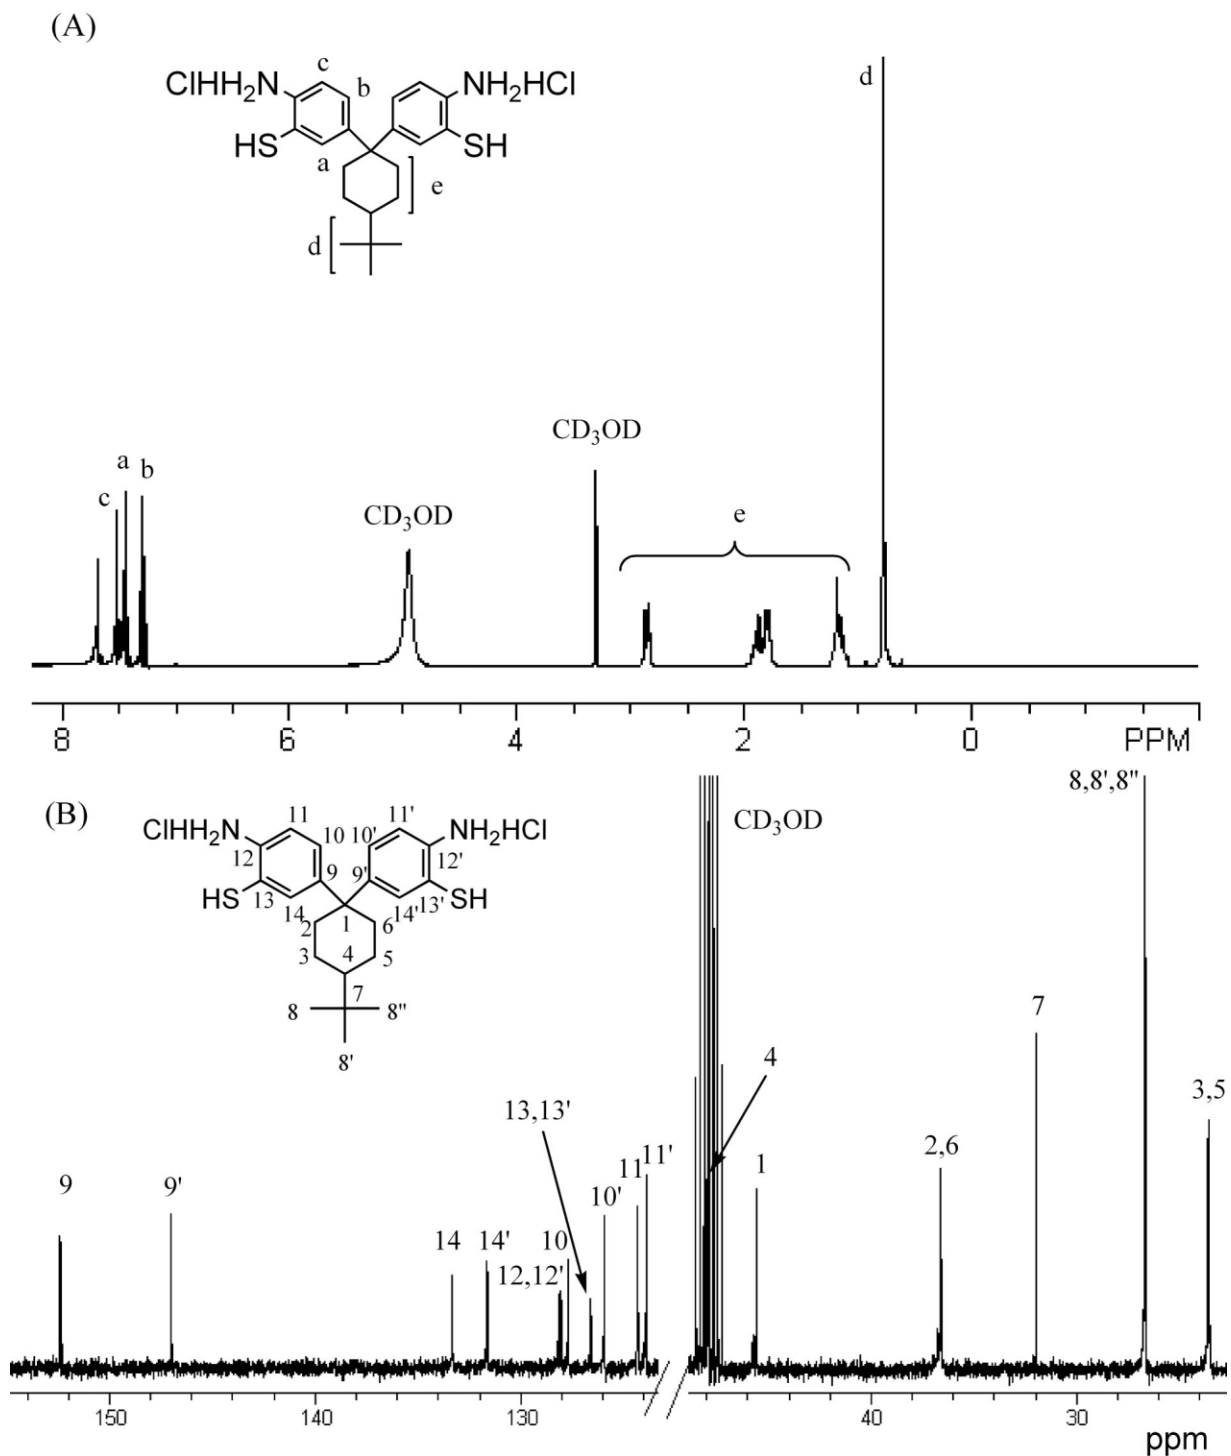 (A)
ClHH₂N c b NH₂HCl
HS a SH
e
d
d
CD₃OD
a
b
c
CD₃OD
e
8 6 4 2 0 PPM
(B)
8,8',8"
CD₃OD
ClHH₂N 11 10 10' 11' NH₂HCl
12 9 9' 12'
HS 13 14 14' 13' SH
2 1 6
3 4 5
7
8 8"
8'
4
7
13,13'
3,5
9 9' 11 11' 1 2,6
10'
14 14' 10
12,12'
150 140 130 40 30
ppm